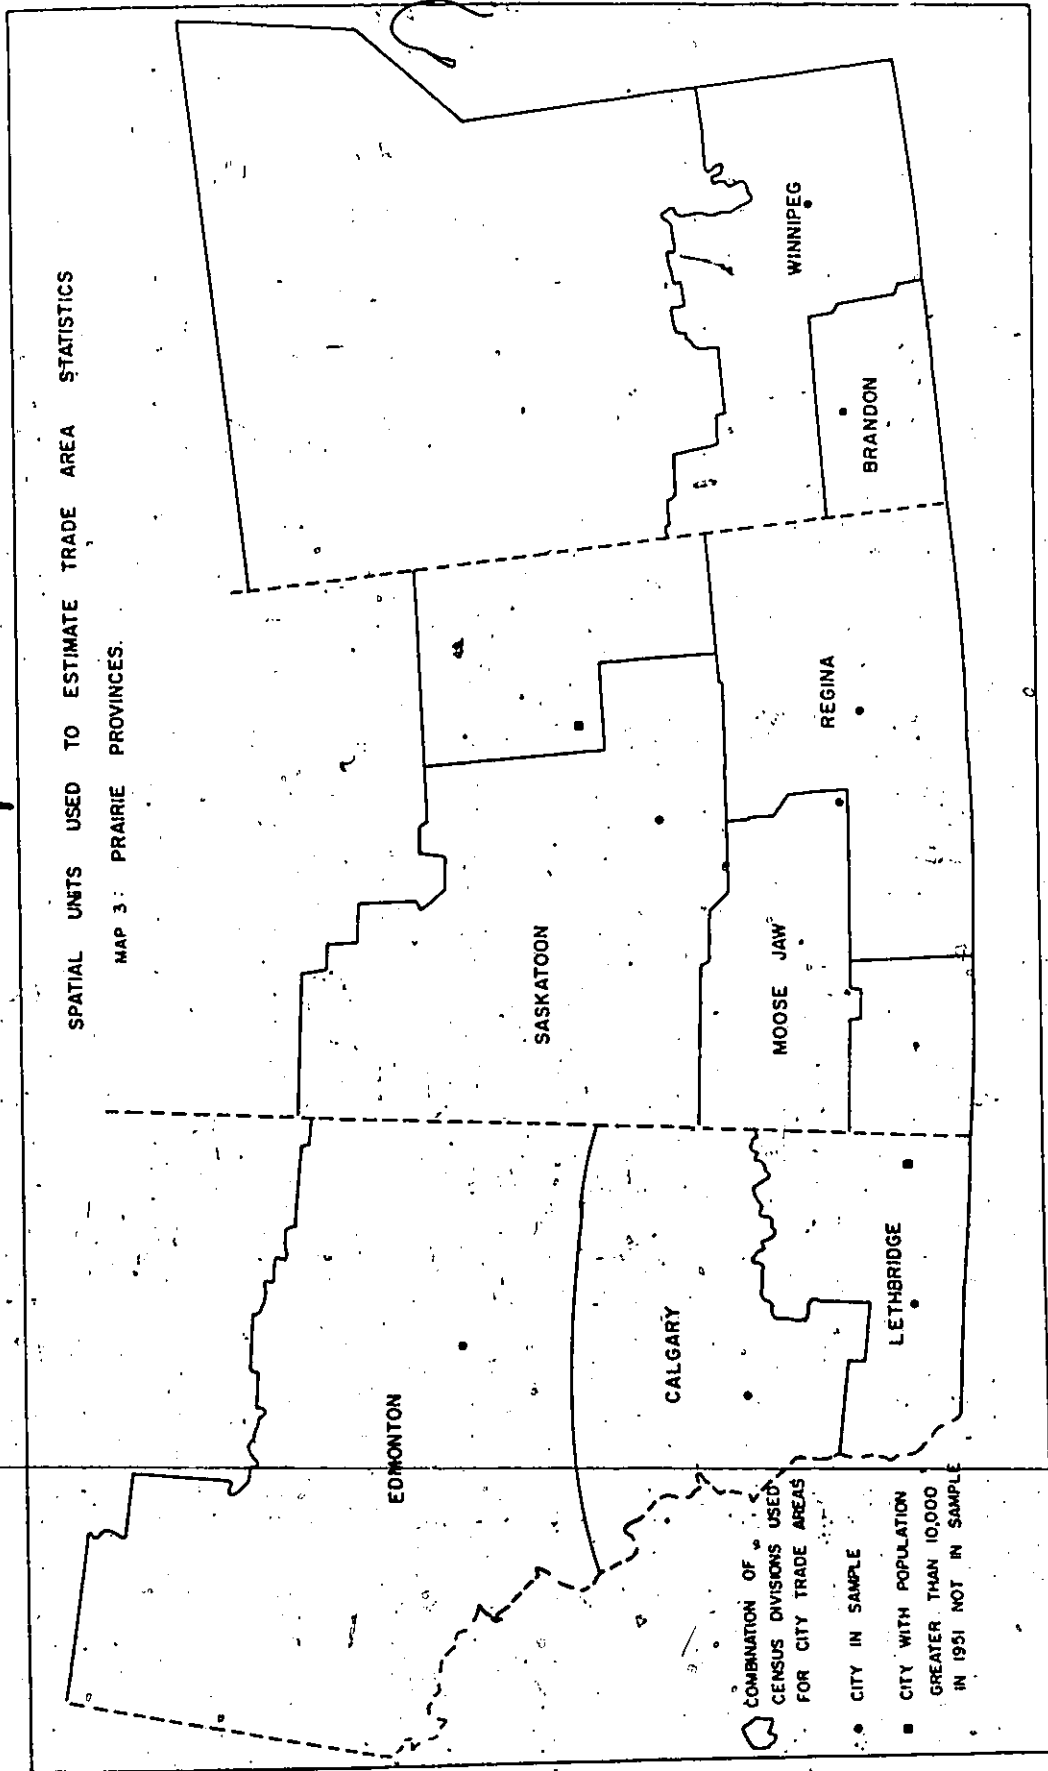 SPATIAL UNITS USED TO ESTIMATE TRADE AREA STATISTICS
MAP 3: PRAIRIE PROVINCES.
EDMONTON
SASKATOON
CALGARY
LETHBRIDGE
MOOSE JAW
REGINA
BRANDON
WINNIPEG
COMBINATION OF
CENSUS DIVISIONS USED
FOR CITY TRADE AREAS
CITY IN SAMPLE
CITY WITH POPULATION
GREATER THAN 10,000
IN 1951 NOT IN SAMPLE